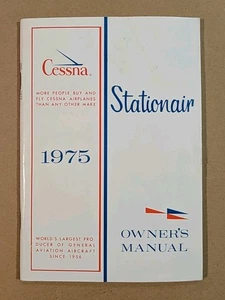 Cessna
MORE PEOPLE BUY AND
FLY CESSNA AIRPLANES
THAN ANY OTHER MAKE
1975
WORLD'S LARGEST PRO-
DUCER OF GENERAL
AVIATION AIRCRAFT
SINCE 1956
Stationair
OWNER'S
MANUAL